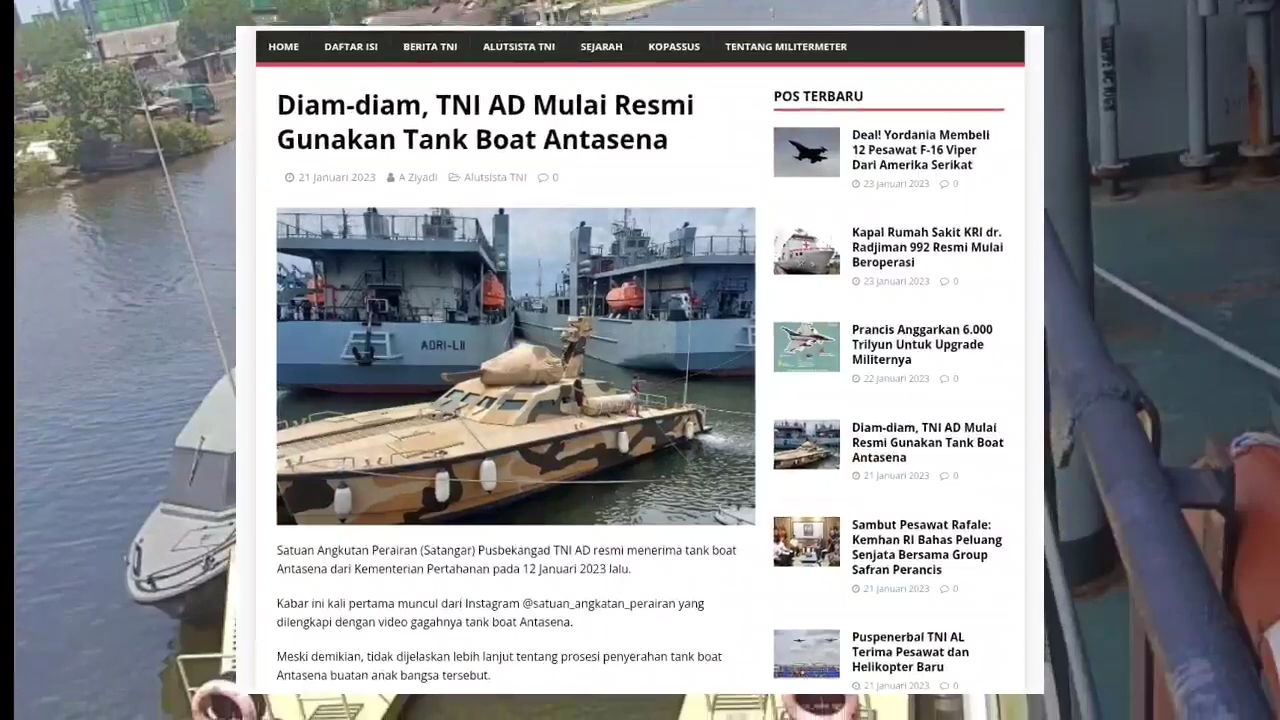 HOME DAFTAR ISI BERITA TNI ALUTSISTA TNI SEJARAH KOPASSUS TENTANG MILITERMETER
Diam-diam, TNI AD Mulai Resmi
Gunakan Tank Boat Antasena
21 Januari 2023 A Ziyadi Alutsista TNI 0
ADRI-LII
Satuan Angkutan Perairan (Satangar) Pusbekangad TNI AD resmi menerima tank boat
Antasena dari Kementerian Pertahanan pada 12 Januari 2023 lalu.
Kabar ini kali pertama muncul dari Instagram @satuan_angkatan_perairan yang
dilengkapi dengan video gagahnya tank boat Antasena.
Meski demikian, tidak dijelaskan lebih lanjut tentang prosesi penyerahan tank boat
Antasena buatan anak bangsa tersebut.
POS TERBARU
Deal! Yordania Membeli
12 Pesawat F-16 Viper
Dari Amerika Serikat
23 Januari 2023 0
Kapal Rumah Sakit KRI dr.
Radjiman 992 Resmi Mulai
Beroperasi
23 Januari 2023 0
Prancis Anggarkan 6.000
Trilyun Untuk Upgrade
Militernya
22 Januari 2023 0
Diam-diam, TNI AD Mulai
Resmi Gunakan Tank Boat
Antasena
21 Januari 2023 0
Sambut Pesawat Rafale:
Kemhan RI Bahas Peluang
Senjata Bersama Group
Safran Perancis
21 Januari 2023 0
Puspenerbal TNI AL
Terima Pesawat dan
Helikopter Baru
21 Januari 2023 0